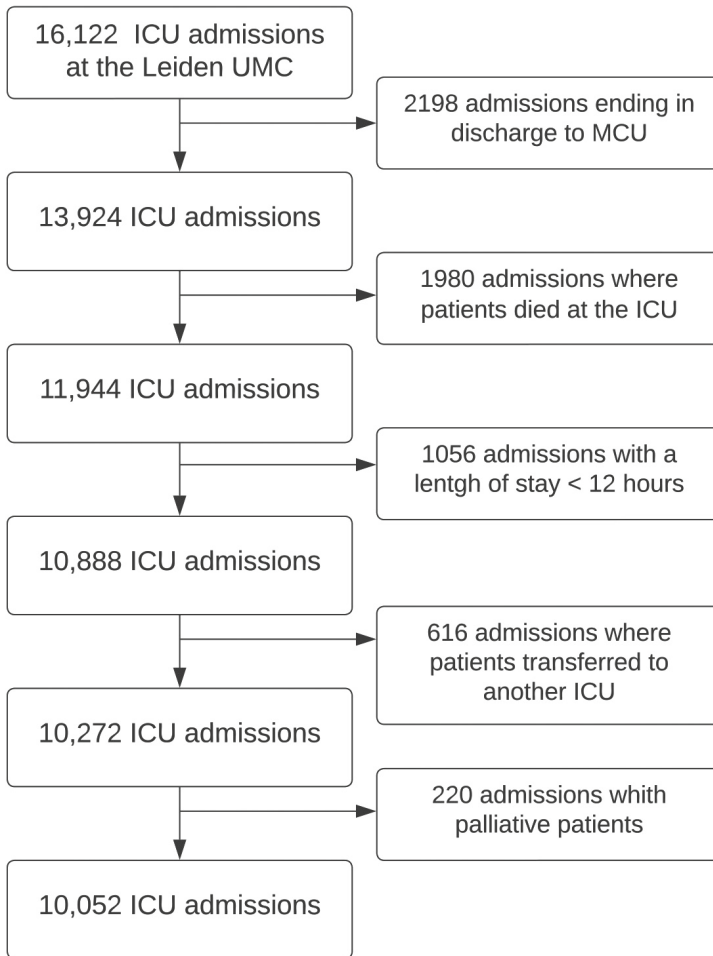 16,122  ICU admissions
at the Leiden UMC
2198 admissions ending in
discharge to MCU
13,924 ICU admissions
1980 admissions where
patients died at the ICU
11,944 ICU admissions
1056 admissions with a
lentgh of stay < 12 hours
10,888 ICU admissions
616 admissions where
patients transferred to
another ICU
10,272 ICU admissions
220 admissions whith
palliative patients
10,052 ICU admissions